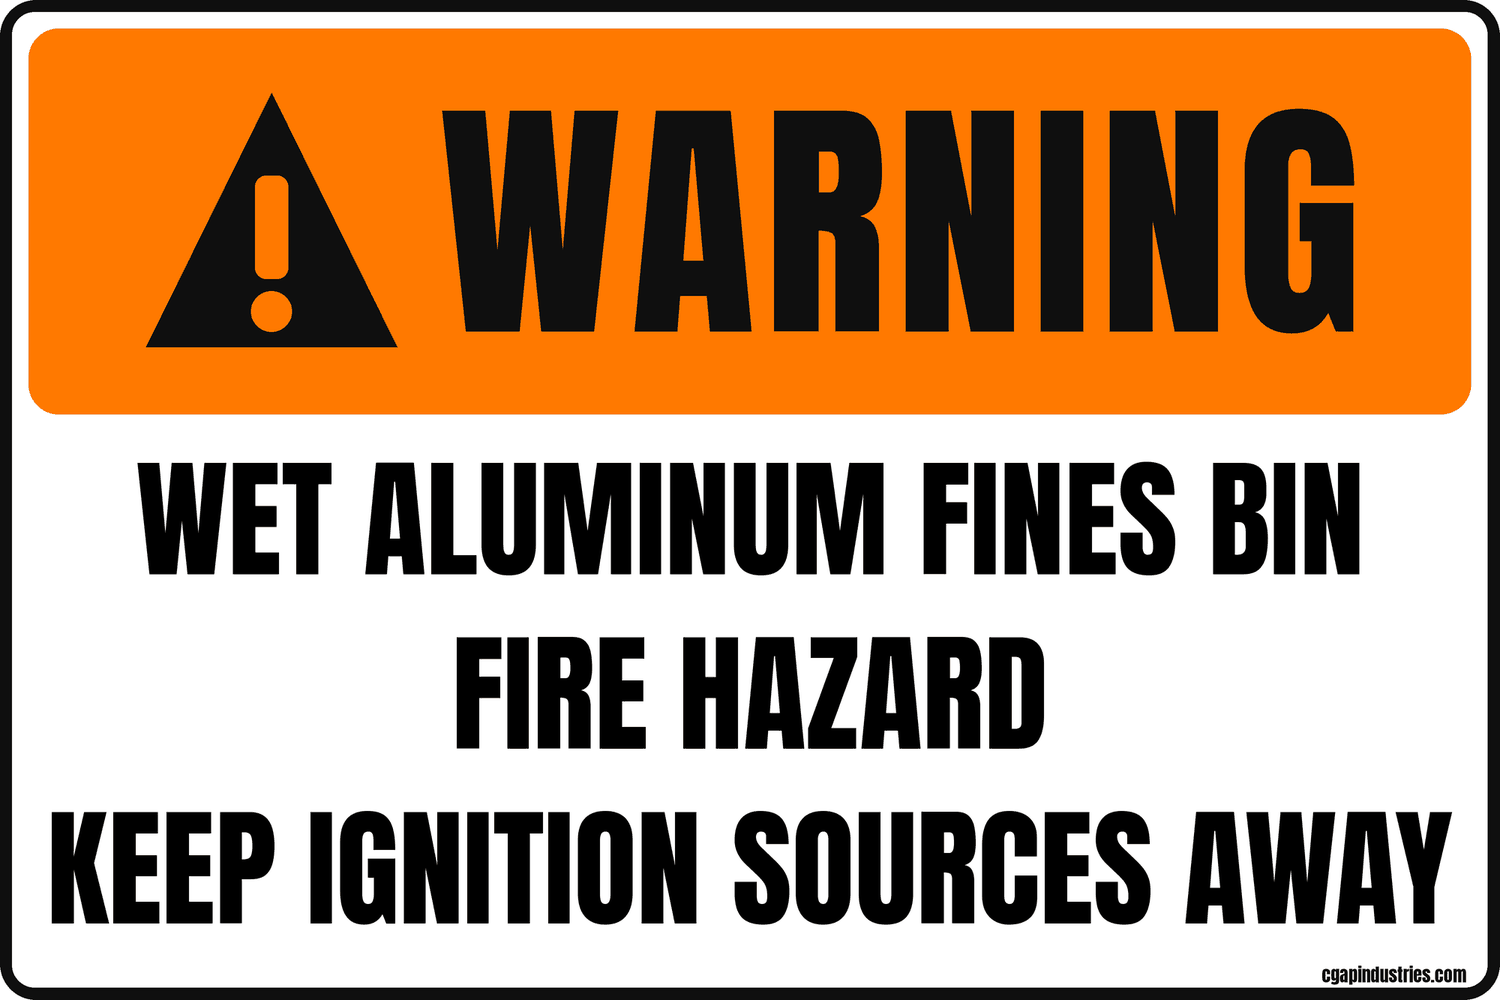 WARNING
WET ALUMINUM FINES BIN
FIRE HAZARD
KEEP IGNITION SOURCES AWAY
cgapindustries.com